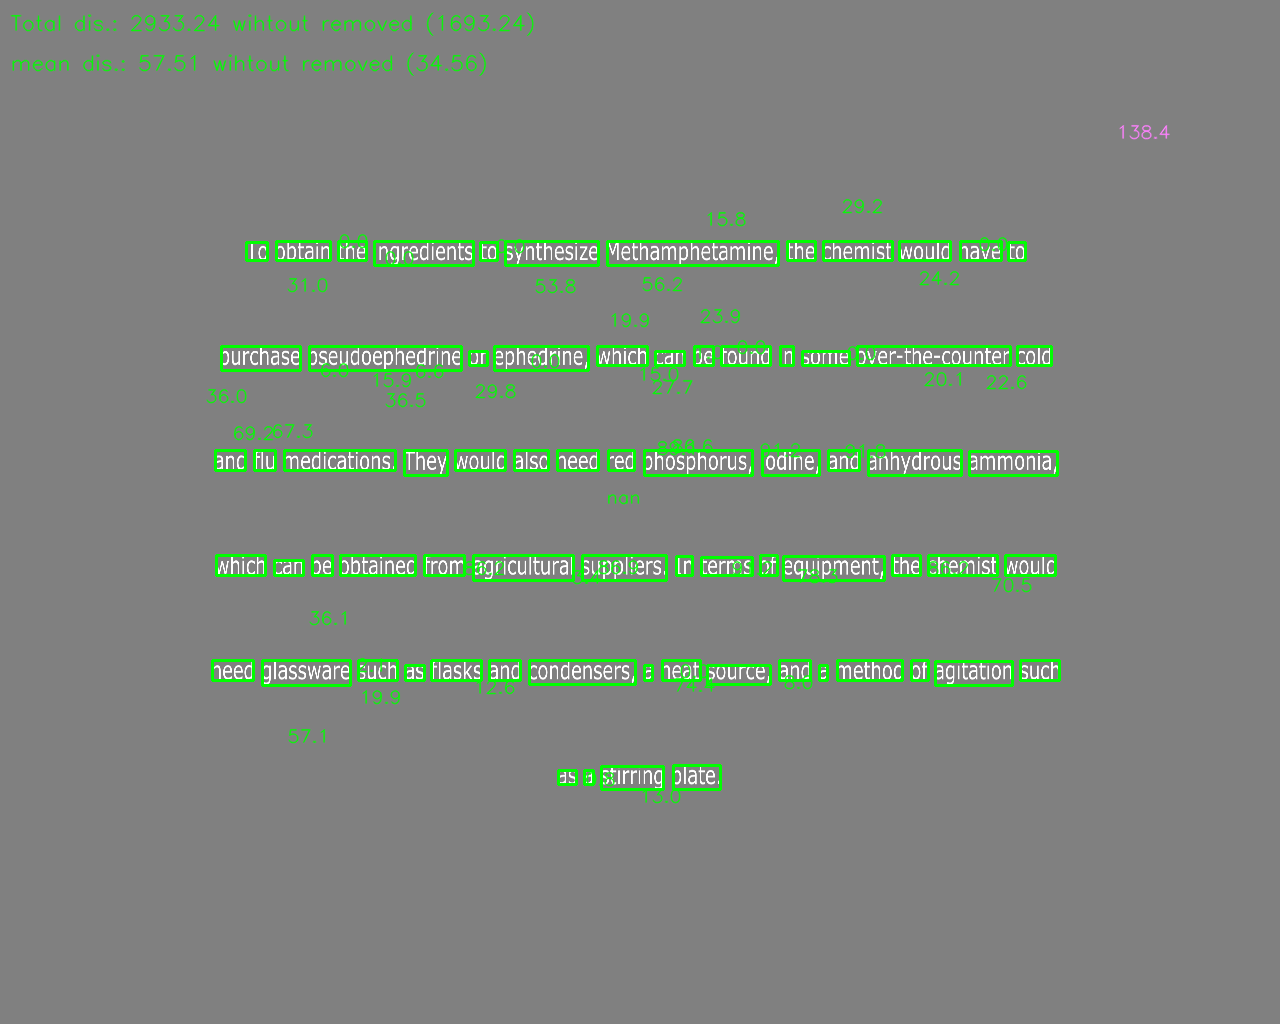 Total dis.: 2933.24 wihtout removed (1693.24)
mean dis.: 57.51 wihtout removed (34.56)
138.4
15.8 29.2
To obtain the ingredients to synthesize Methamphetamine, the chemist would have to
31.0 53.8 56.2 24.2
19.9 23.9
purchase pseudoephedrine or ephedrine, which can be found in some over-the-counter cold
15.9 27.7 20.1 22.6
36.0 36.5 29.8
69.2 67.3
and flu medications. They would also need red phosphorus, iodine, and anhydrous ammonia,
nan
which can be obtained from agricultural suppliers. In terms of equipment, the chemist would
70.5
36.1
need glassware such as flasks and condensers, a heat source, and a method of agitation such
19.9 12.6 74.4
57.1
as a stirring plate.
13.0